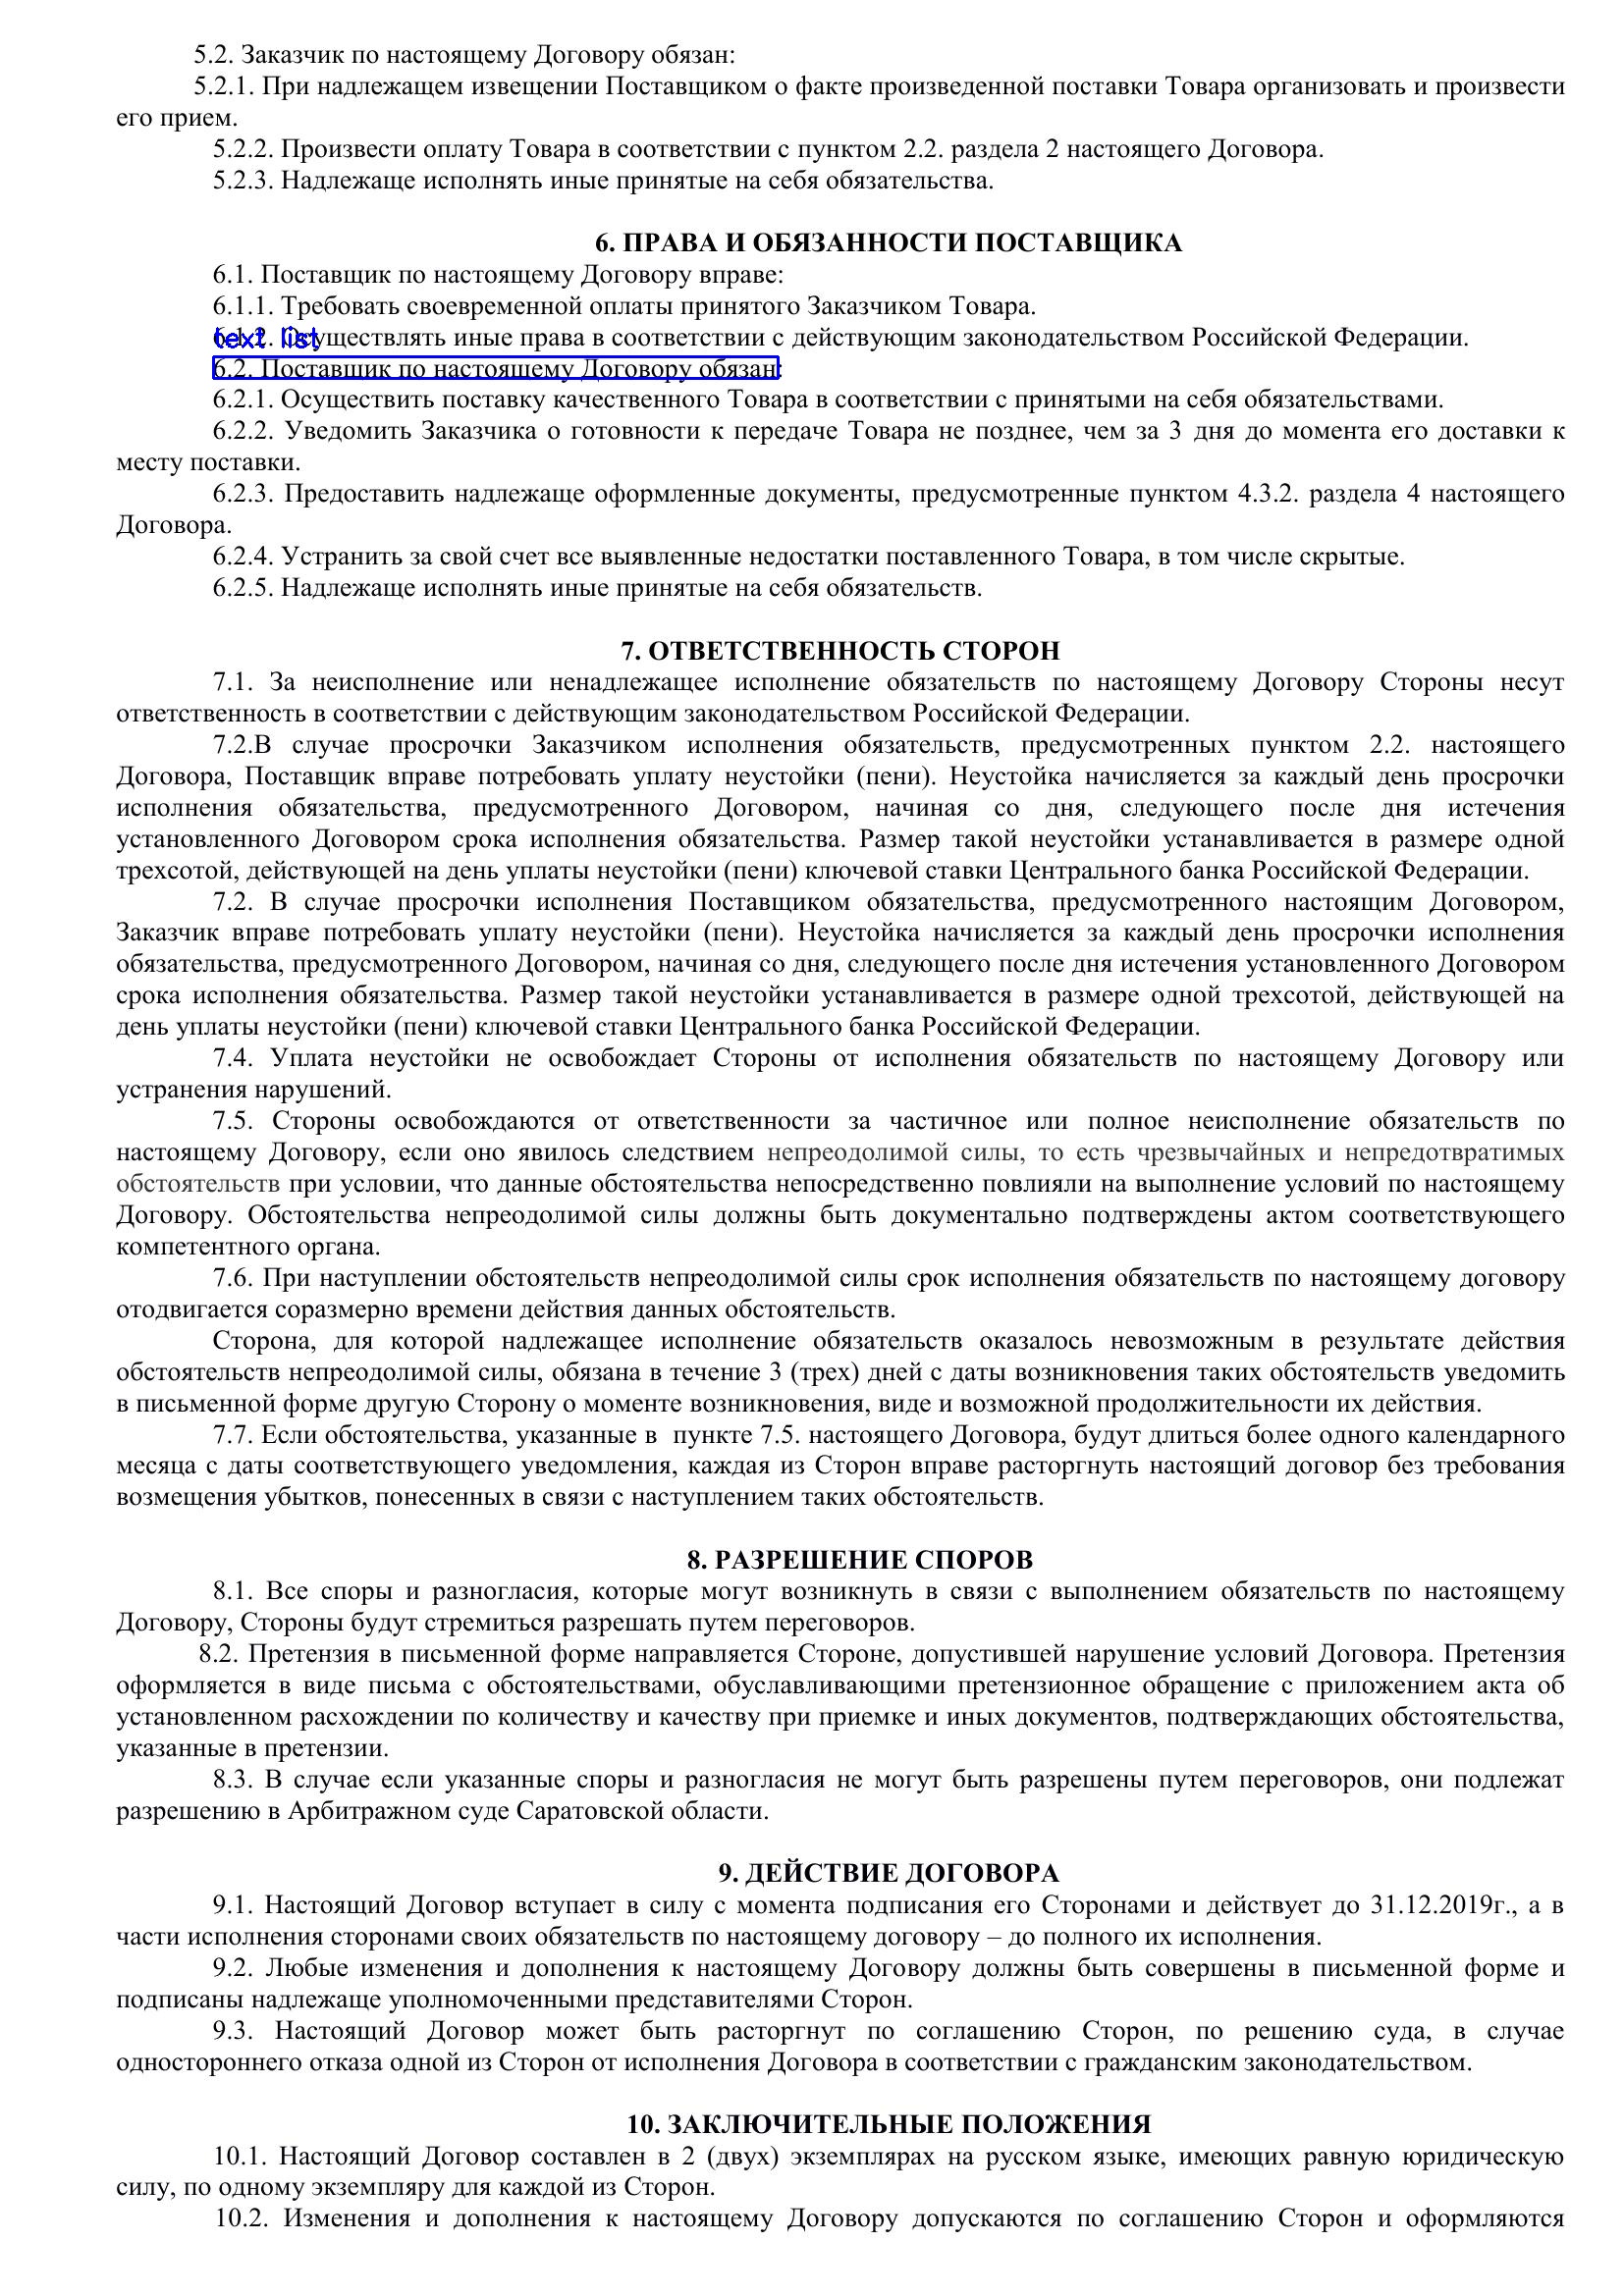 5.2. Заказчик по настоящему Договору обязан:
5.2.1. При надлежащем извещении Поставщиком о факте произведенной поставки Товара организовать и произвести
его прием.
5.2.2. Произвести оплату Товара в соответствии с пунктом 2.2. раздела 2 настоящего Договора.
5.2.3. Надлежаще исполнять иные принятые на себя обязательства.
6. ПРАВА И ОБЯЗАННОСТИ ПОСТАВЩИКА
6.1. Поставщик по настоящему Договору вправе:
6.1.1. Требовать своевременной оплаты принятого Заказчиком Товара.
text list
6.1.2. Осуществлять иные права в соответствии с действующим законодательством Российской Федерации.
6.2. Поставщик по настоящему Договору обязан:
6.2.1. Осуществить поставку качественного Товара в соответствии с принятыми на себя обязательствами.
6.2.2. Уведомить Заказчика о готовности к передаче Товара не позднее, чем за 3 дня до момента его доставки к
месту поставки.
6.2.3. Предоставить надлежаще оформленные документы, предусмотренные пунктом 4.3.2. раздела 4 настоящего
Договора.
6.2.4. Устранить за свой счет все выявленные недостатки поставленного Товара, в том числе скрытые.
6.2.5. Надлежаще исполнять иные принятые на себя обязательств.
7. ОТВЕТСТВЕННОСТЬ СТОРОН
7.1. За неисполнение или ненадлежащее исполнение обязательств по настоящему Договору Стороны несут
ответственность в соответствии с действующим законодательством Российской Федерации.
7.2.В случае просрочки Заказчиком исполнения обязательств, предусмотренных пунктом 2.2. настоящего
Договора, Поставщик вправе потребовать уплату неустойки (пени). Неустойка начисляется за каждый день просрочки
исполнения обязательства, предусмотренного Договором, начиная со дня, следующего после дня истечения
установленного Договором срока исполнения обязательства. Размер такой неустойки устанавливается в размере одной
трехсотой, действующей на день уплаты неустойки (пени) ключевой ставки Центрального банка Российской Федерации.
7.2. В случае просрочки исполнения Поставщиком обязательства, предусмотренного настоящим Договором,
Заказчик вправе потребовать уплату неустойки (пени). Неустойка начисляется за каждый день просрочки исполнения
обязательства, предусмотренного Договором, начиная со дня, следующего после дня истечения установленного Договором
срока исполнения обязательства. Размер такой неустойки устанавливается в размере одной трехсотой, действующей на
день уплаты неустойки (пени) ключевой ставки Центрального банка Российской Федерации.
7.4. Уплата неустойки не освобождает Стороны от исполнения обязательств по настоящему Договору или
устранения нарушений.
7.5. Стороны освобождаются от ответственности за частичное или полное неисполнение обязательств по
настоящему Договору, если оно явилось следствием непреодолимой силы, то есть чрезвычайных и непредотвратимых
обстоятельств при условии, что данные обстоятельства непосредственно повлияли на выполнение условий по настоящему
Договору. Обстоятельства непреодолимой силы должны быть документально подтверждены актом соответствующего
компетентного органа.
7.6. При наступлении обстоятельств непреодолимой силы срок исполнения обязательств по настоящему договору
отодвигается соразмерно времени действия данных обстоятельств.
Сторона, для которой надлежащее исполнение обязательств оказалось невозможным в результате действия
обстоятельств непреодолимой силы, обязана в течение 3 (трех) дней с даты возникновения таких обстоятельств уведомить
в письменной форме другую Сторону о моменте возникновения, виде и возможной продолжительности их действия.
7.7. Если обстоятельства, указанные в пункте 7.5. настоящего Договора, будут длиться более одного календарного
месяца с даты соответствующего уведомления, каждая из Сторон вправе расторгнуть настоящий договор без требования
возмещения убытков, понесенных в связи с наступлением таких обстоятельств.
8. РАЗРЕШЕНИЕ СПОРОВ
8.1. Все споры и разногласия, которые могут возникнуть в связи с выполнением обязательств по настоящему
Договору, Стороны будут стремиться разрешать путем переговоров.
8.2. Претензия в письменной форме направляется Стороне, допустившей нарушение условий Договора. Претензия
оформляется в виде письма с обстоятельствами, обуславливающими претензионное обращение с приложением акта об
установленном расхождении по количеству и качеству при приемке и иных документов, подтверждающих обстоятельства,
указанные в претензии.
8.3. В случае если указанные споры и разногласия не могут быть разрешены путем переговоров, они подлежат
разрешению в Арбитражном суде Саратовской области.
9. ДЕЙСТВИЕ ДОГОВОРА
9.1. Настоящий Договор вступает в силу с момента подписания его Сторонами и действует до 31.12.2019г., а в
части исполнения сторонами своих обязательств по настоящему договору – до полного их исполнения.
9.2. Любые изменения и дополнения к настоящему Договору должны быть совершены в письменной форме и
подписаны надлежаще уполномоченными представителями Сторон.
9.3. Настоящий Договор может быть расторгнут по соглашению Сторон, по решению суда, в случае
одностороннего отказа одной из Сторон от исполнения Договора в соответствии с гражданским законодательством.
10. ЗАКЛЮЧИТЕЛЬНЫЕ ПОЛОЖЕНИЯ
10.1. Настоящий Договор составлен в 2 (двух) экземплярах на русском языке, имеющих равную юридическую
силу, по одному экземпляру для каждой из Сторон.
10.2. Изменения и дополнения к настоящему Договору допускаются по соглашению Сторон и оформляются